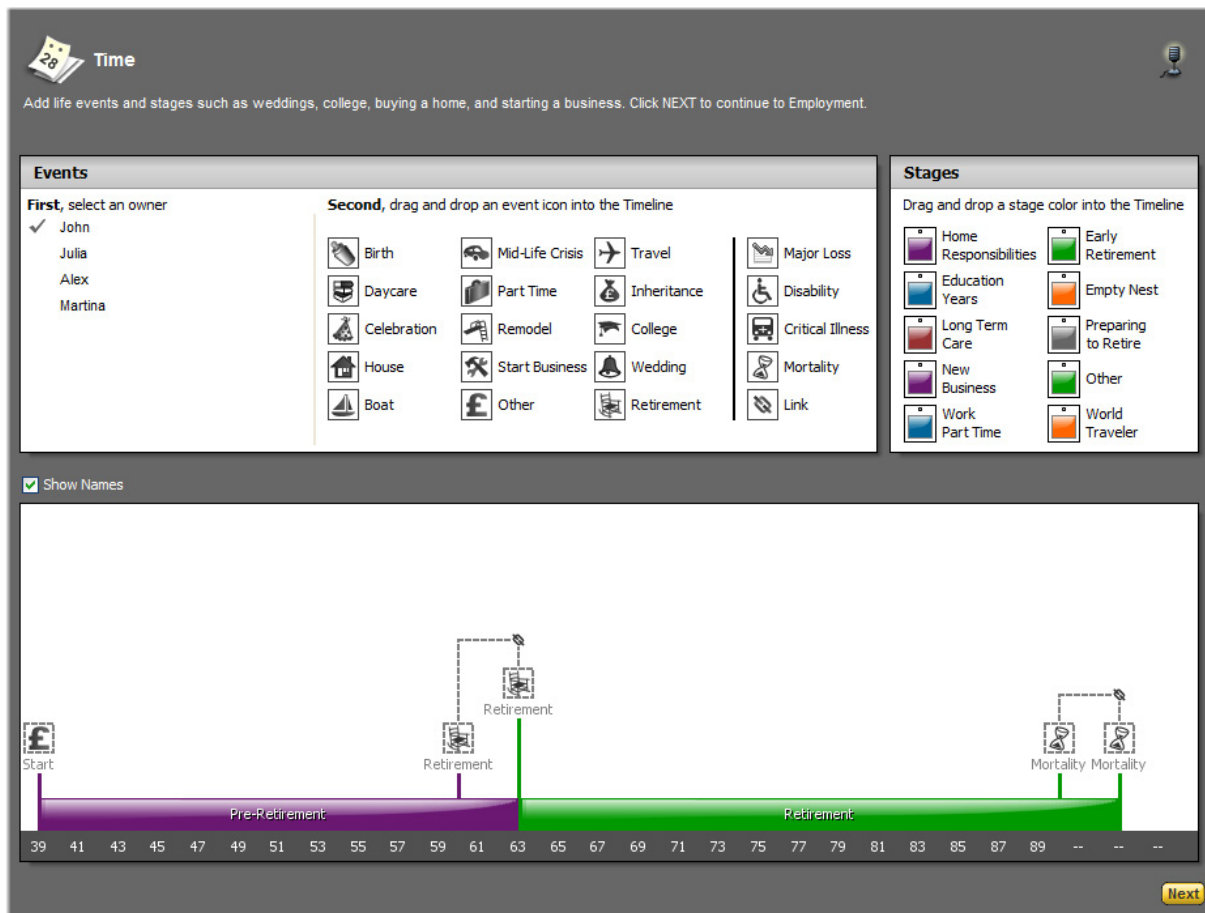 28
Time
Add life events and stages such as weddings, college, buying a home, and starting a business. Click NEXT to continue to Employment.
Events
First, select an owner
John
Julia
Alex
Martina
Second, drag and drop an event icon into the Timeline
Birth
Mid-Life Crisis
Travel
Major Loss
Daycare
Part Time
Inheritance
Disability
Celebration
Remodel
College
Critical Illness
House
Start Business
Wedding
Mortality
Boat
£
Other
Retirement
Link
Stages
Drag and drop a stage color into the Timeline
Home
Responsibilities
Early
Retirement
Education
Years
Empty Nest
Long Term
Care
Preparing
to Retire
New
Business
Other
Work
Part Time
World
Traveler
Show Names
Retirement
£
Start
Retirement
Mortality Mortality
Pre-Retirement
Retirement
39 41 43 45 47 49 51 53 55 57 59 61 63 65 67 69 71 73 75 77 79 81 83 85 87 89 -- -- --
Next